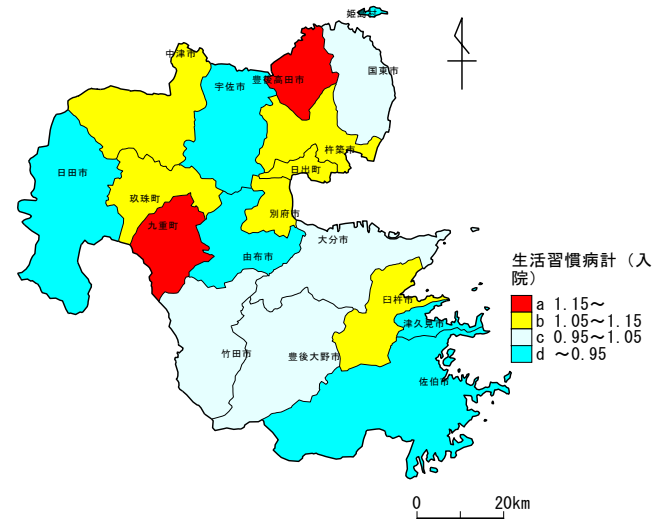 姫島村
中津市
豊後高田市
国東市
宇佐市
杵築市
日田市
日出町
玖珠町
別府市
九重町
大分市
由布市
臼杵市
津久見市
竹田市
豊後大野市
佐伯市
生活習慣病計（入
院）
a 1.15～
b 1.05～1.15
c 0.95～1.05
d ～0.95
0 20km